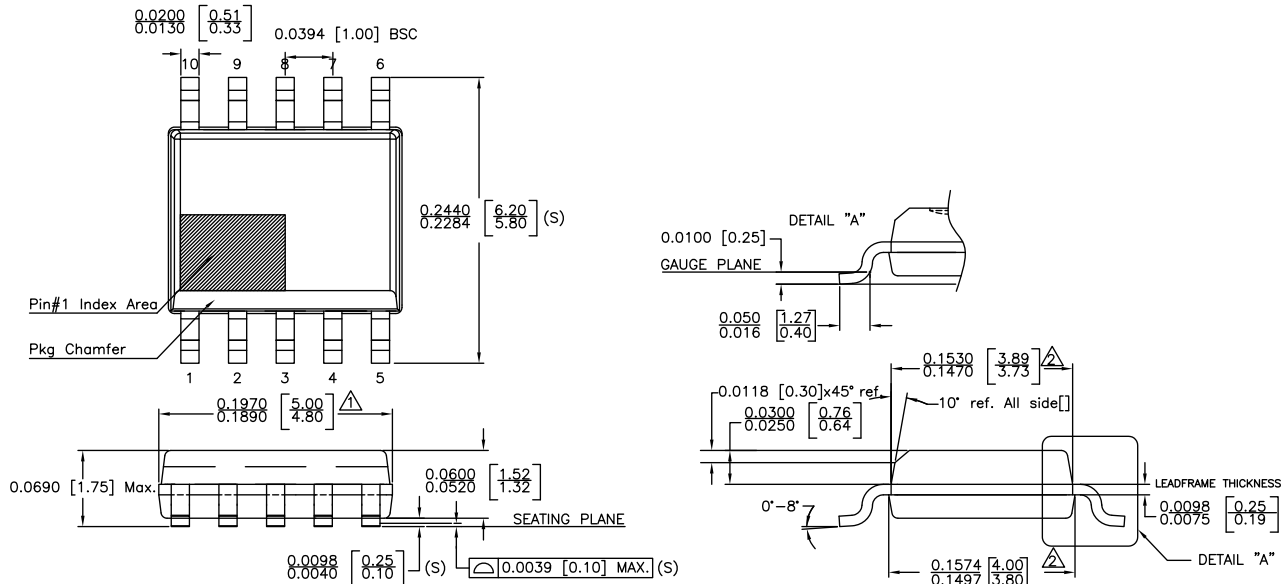 0.0200 [0.51]
0.0130 [0.33]
0.0394 [1.00] BSC
10 9 8 7 6
0.2440 [6.20] (S)
0.2284 [5.80]
Pin#1 Index Area
Pkg Chamfer
1 2 3 4 5
DETAIL "A"
0.0100 [0.25]
GAUGE PLANE
0.050 [1.27]
0.016 [0.40]
0.1970 [5.00] 1
0.1890 [4.80]
0.0690 [1.75] Max.
0.0600 [1.52]
0.0520 [1.32]
SEATING PLANE
0.0098 [0.25] (S)
0.0040 [0.10]
0.0039 [0.10] MAX. (S)
0.1530 [3.89] 2
0.1470 [3.73]
0.0118 [0.30]x45° ref.
10° ref. All side[]
0.0300 [0.76]
0.0250 [0.64]
0°-8°
LEADFRAME THICKNESS
0.0098 [0.25]
0.0075 [0.19]
DETAIL "A"
0.1574 [4.00] 2
0.1497 [3.80]